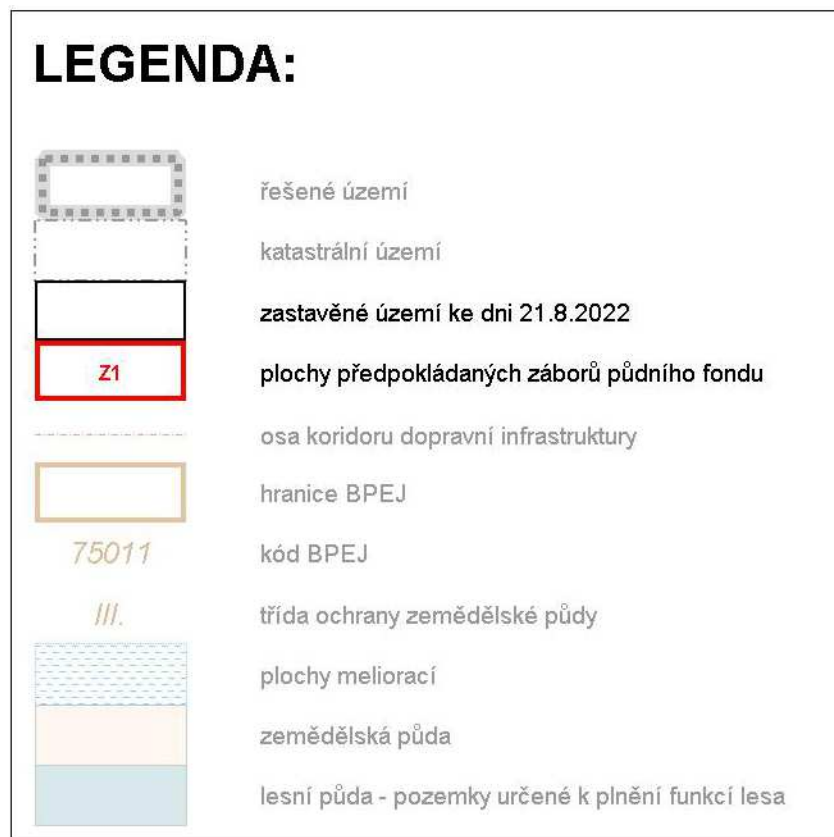 LEGENDA:
řešené území
katastrální území
zastavěné území ke dni 21.8.2022
Z1 plochy předpokládaných záborů půdního fondu
osa koridoru dopravní infrastruktury
hranice BPEJ
75011 kód BPEJ
III. třída ochrany zemědělské půdy
plochy meliorací
zemědělská půda
lesní půda - pozemky určené k plnění funkcí lesa